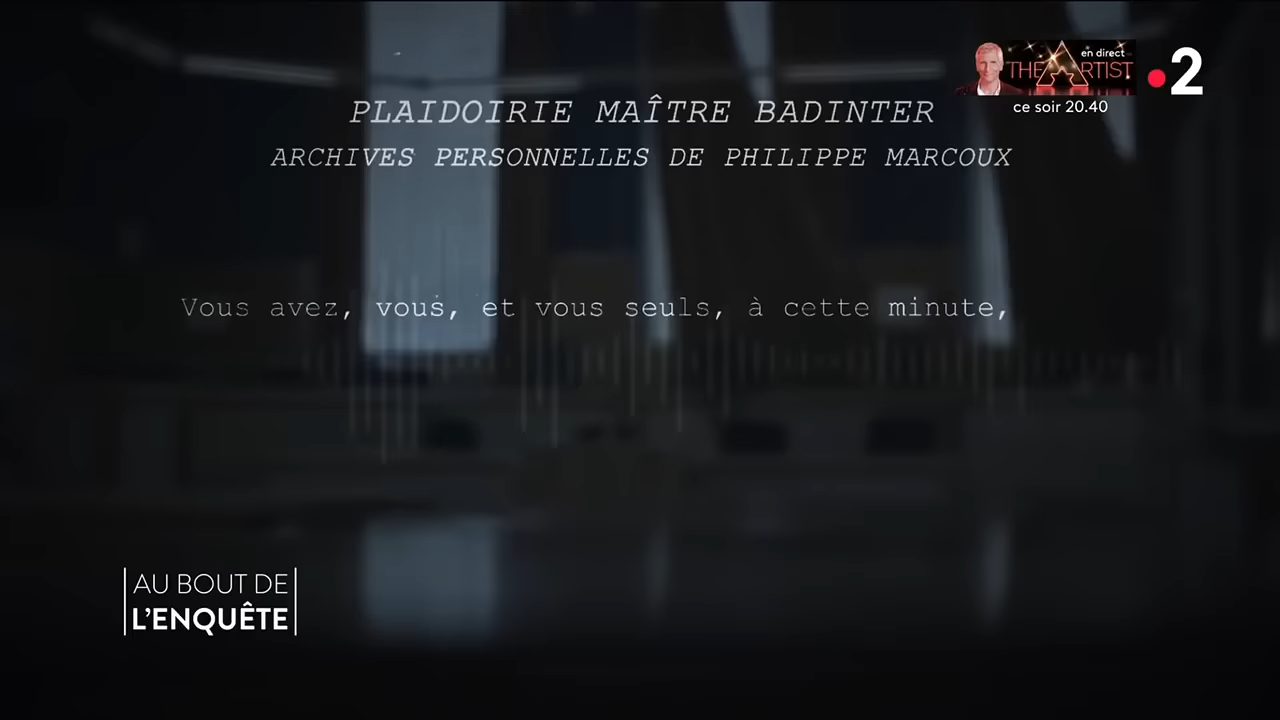 en direct
THE ARTIST
2
ce soir 20.40
PLAIDOIRIE MAÎTRE BADINTER
ARCHIVES PERSONNELLES DE PHILIPPE MARCOUX
Vous avez, vous, et vous seuls, à cette minute,
AU BOUT DE
L'ENQUÊTE